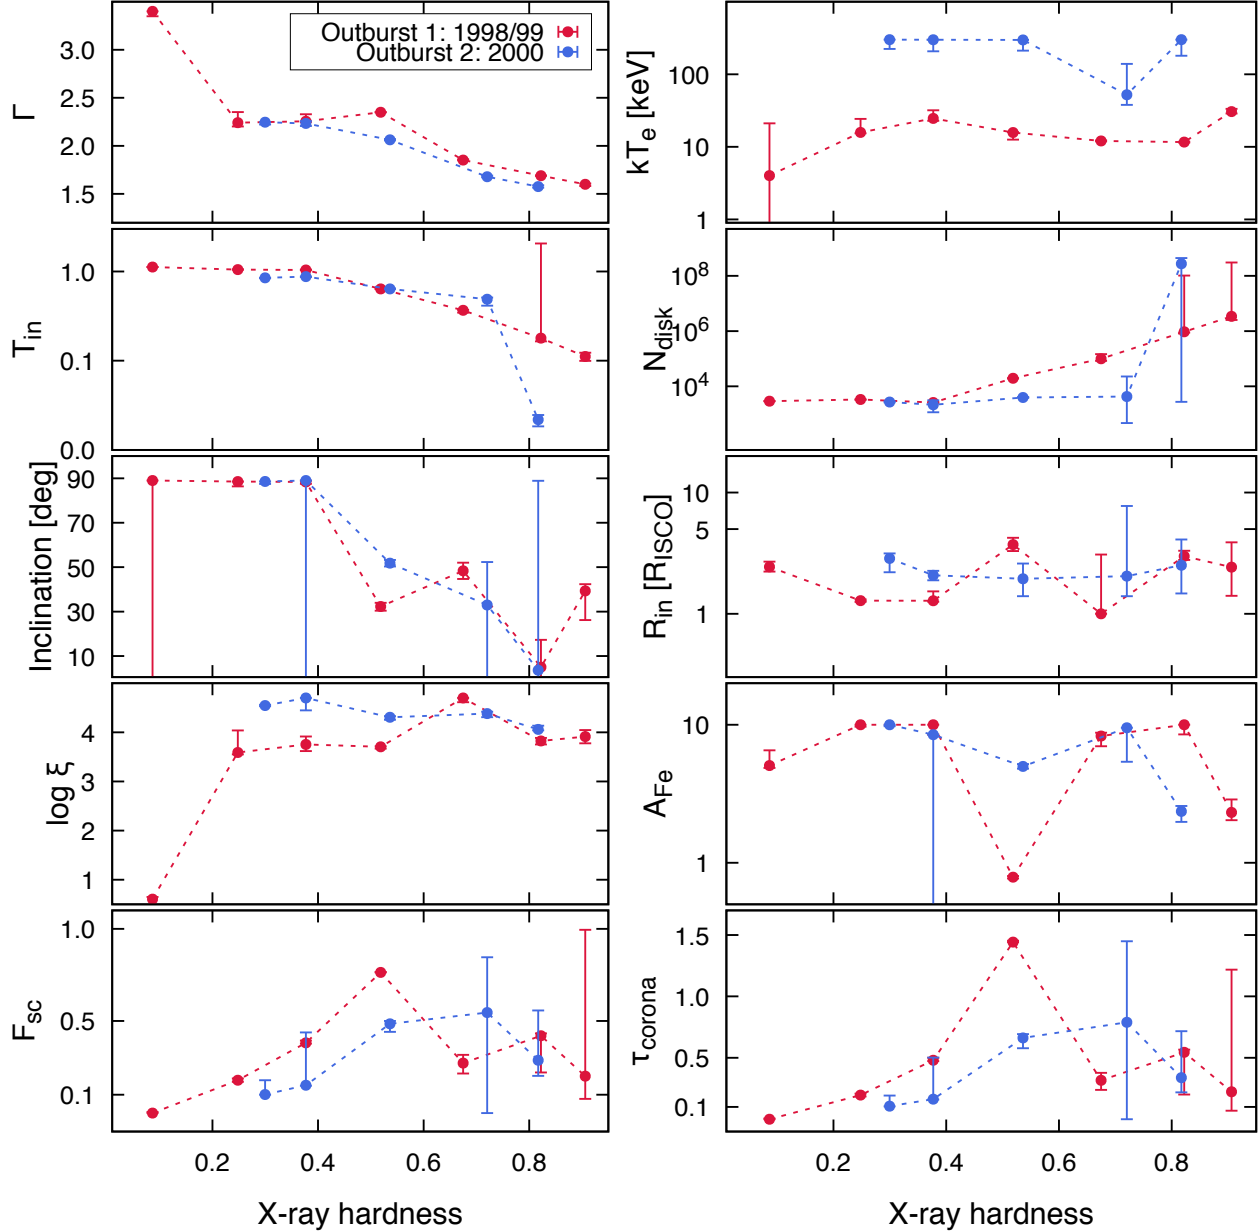 Outburst 1: 1998/99
Outburst 2: 2000
Γ
3.0
2.5
2.0
1.5
kTe [keV]
100
10
1
Tin
1.0
0.1
0.0
Ndisk
10^8
10^6
10^4
Inclination [deg]
90
70
50
30
10
Rin [RISCO]
10
5
1
log ξ
4
3
2
1
AFe
10
1
Fsc
1.0
0.5
0.1
τcorona
1.5
1.0
0.5
0.1
0.2 0.4 0.6 0.8
0.2 0.4 0.6 0.8
X-ray hardness
X-ray hardness